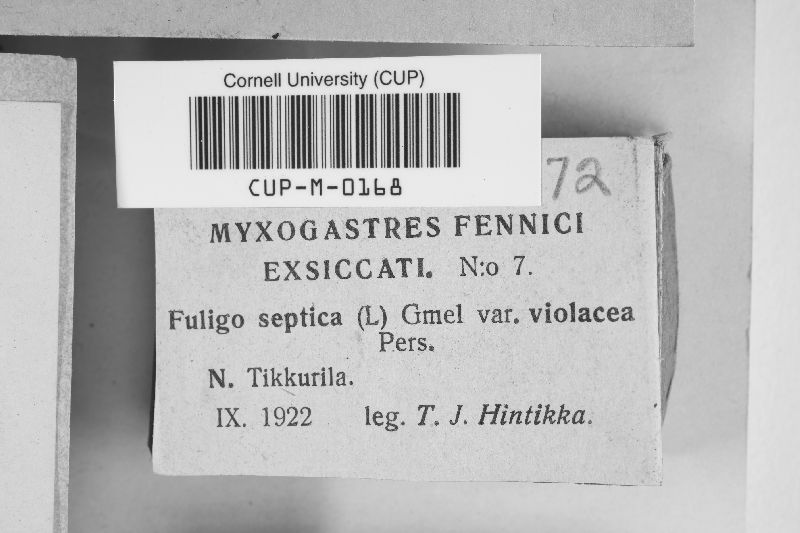 Cornell University (CUP)
CUP-M-0168
72
MYXOGASTRES FENNICI
EXSICCATI. N:o 7.
Fuligo septica (L) Gmel var. violacea
Pers.
N. Tikkurila.
IX. 1922 leg. T. J. Hintikka.